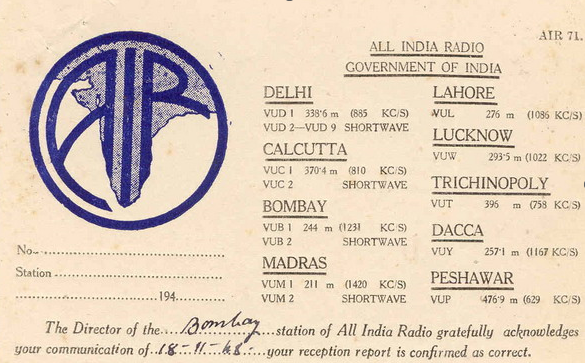 AIR 71.
AIR
ALL INDIA RADIO
GOVERNMENT OF INDIA
DELHI
VUD 1 338·6 m (885 KC/S)
VUD 2—VUD 9 SHORTWAVE
CALCUTTA
VUC 1 370·4 m (810 KC/S)
VUC 2 SHORTWAVE
BOMBAY
VUB 1 244 m (1231 KC/S)
VUB 2 SHORTWAVE
MADRAS
VUM 1 211 m (1420 KC/S)
VUM 2 SHORTWAVE
LAHORE
VUL 276 m (1086 KC/S)
LUCKNOW
VUW 293·5 m (1022 KC/S)
TRICHINOPOLY
VUT 396 m (758 KC/S)
DACCA
VUY 257·1 m (1167 KC/S)
PESHAWAR
VUP 476·9 m (629 KC/S)
No.
Station
194
The Director of the Bombay station of All India Radio gratefully acknowledges
your communication of 18-11-48- your reception report is confirmed as correct.